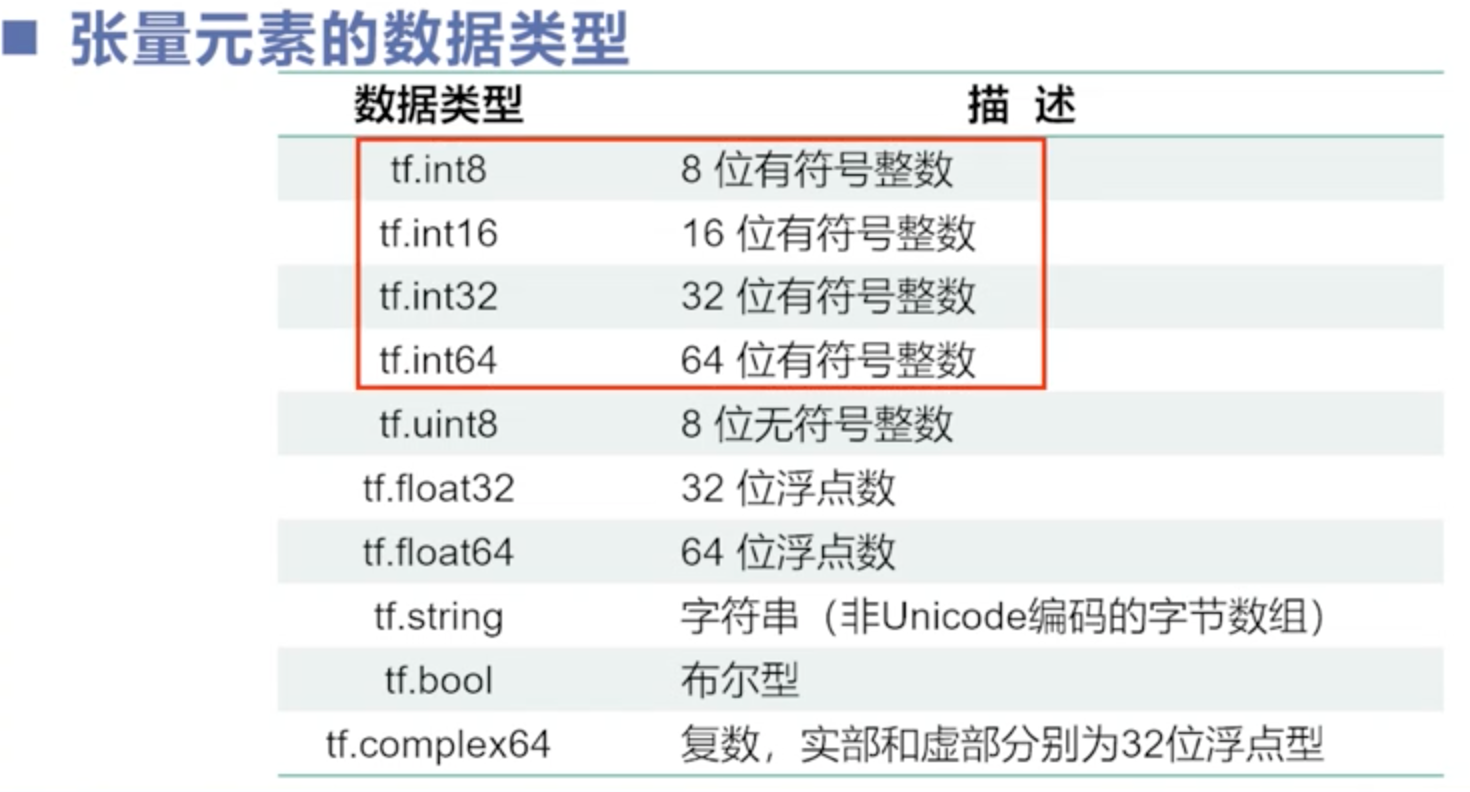 张量元素的数据类型
数据类型 描 述
tf.int8 8 位有符号整数
tf.int16 16 位有符号整数
tf.int32 32 位有符号整数
tf.int64 64 位有符号整数
tf.uint8 8 位无符号整数
tf.float32 32 位浮点数
tf.float64 64 位浮点数
tf.string 字符串（非Unicode编码的字节数组）
tf.bool 布尔型
tf.complex64 复数，实部和虚部分别为32位浮点型